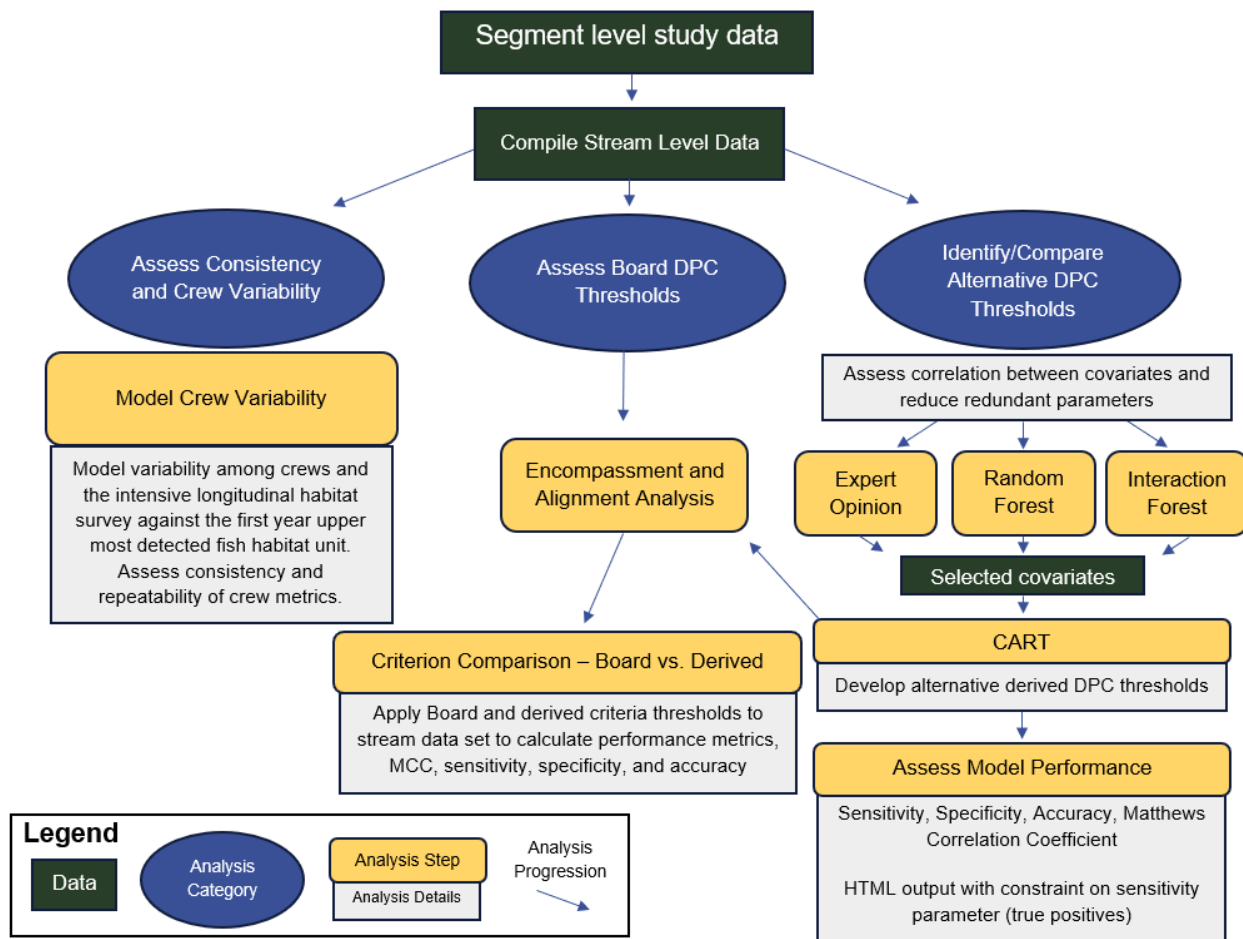 Segment level study data
Compile Stream Level Data
Assess Consistency
and Crew Variability
Assess Board DPC
Thresholds
Identify/Compare
Alternative DPC
Thresholds
Model Crew Variability
Model variability among crews and
the intensive longitudinal habitat
survey against the first year upper
most detected fish habitat unit.
Assess consistency and
repeatability of crew metrics.
Encompassment and
Alignment Analysis
Criterion Comparison – Board vs. Derived
Apply Board and derived criteria thresholds to
stream data set to calculate performance metrics,
MCC, sensitivity, specificity, and accuracy
Assess correlation between covariates and
reduce redundant parameters
Expert
Opinion
Random
Forest
Interaction
Forest
Selected covariates
CART
Develop alternative derived DPC thresholds
Assess Model Performance
Sensitivity, Specificity, Accuracy, Matthews
Correlation Coefficient
HTML output with constraint on sensitivity
parameter (true positives)
Legend
Data
Analysis
Category
Analysis Step
Analysis Details
Analysis
Progression